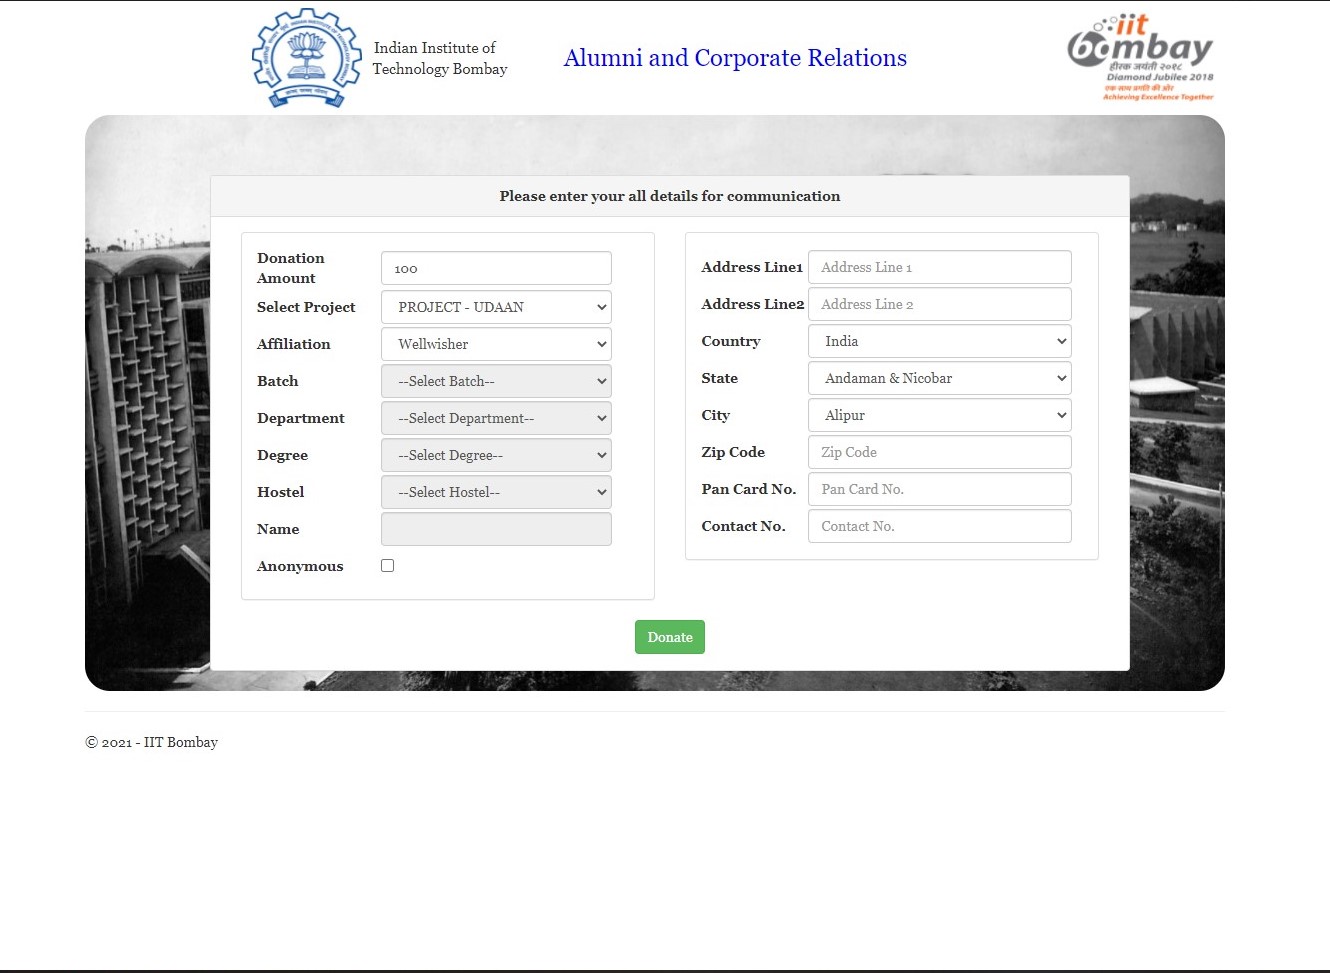 Indian Institute of
Technology Bombay
Alumni and Corporate Relations
iit
bombay
हीरक जयंती २०१८
Diamond Jubilee 2018
एक साथ प्रगति की ओर
Achieving Excellence Together
Please enter your all details for communication
Donation
Amount
100
Select Project
PROJECT - UDAAN
Affiliation
Wellwisher
Batch
--Select Batch--
Department
--Select Department--
Degree
--Select Degree--
Hostel
--Select Hostel--
Name
Anonymous
Address Line1
Address Line 1
Address Line2
Address Line 2
Country
India
State
Andaman & Nicobar
City
Alipur
Zip Code
Zip Code
Pan Card No.
Pan Card No.
Contact No.
Contact No.
Donate
© 2021 - IIT Bombay